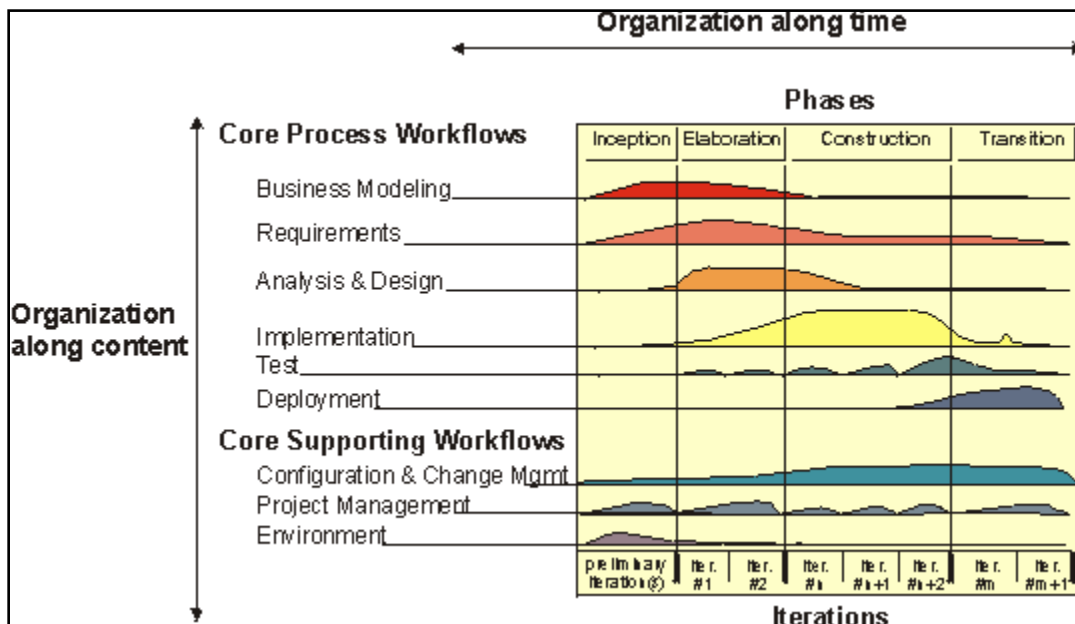 Organization along time
Phases
Core Process Workflows
Inception Elaboration Construction Transition
Business Modeling
Requirements
Analysis & Design
Organization
along content
Implementation
Test
Deployment
Core Supporting Workflows
Configuration & Change Mgmt
Project Management
Environment
preliminary
iteration(s)
Iter.
#1
Iter.
#2
Iter.
#n
Iter.
#n+1
Iter.
#n+2
Iter.
#m
Iter.
#m+1
Iterations